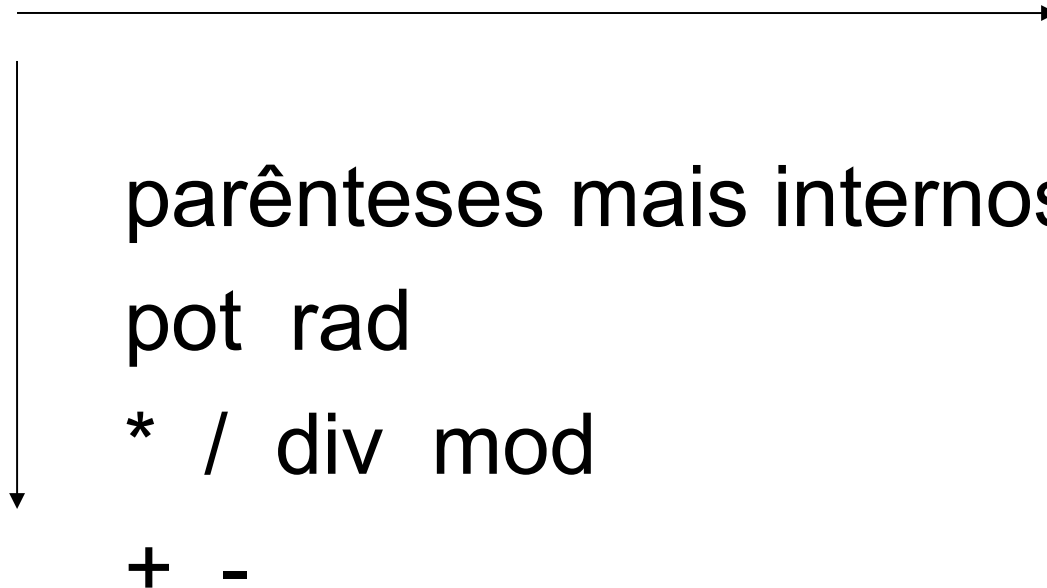 parênteses mais internos
pot rad
* / div mod
+ -